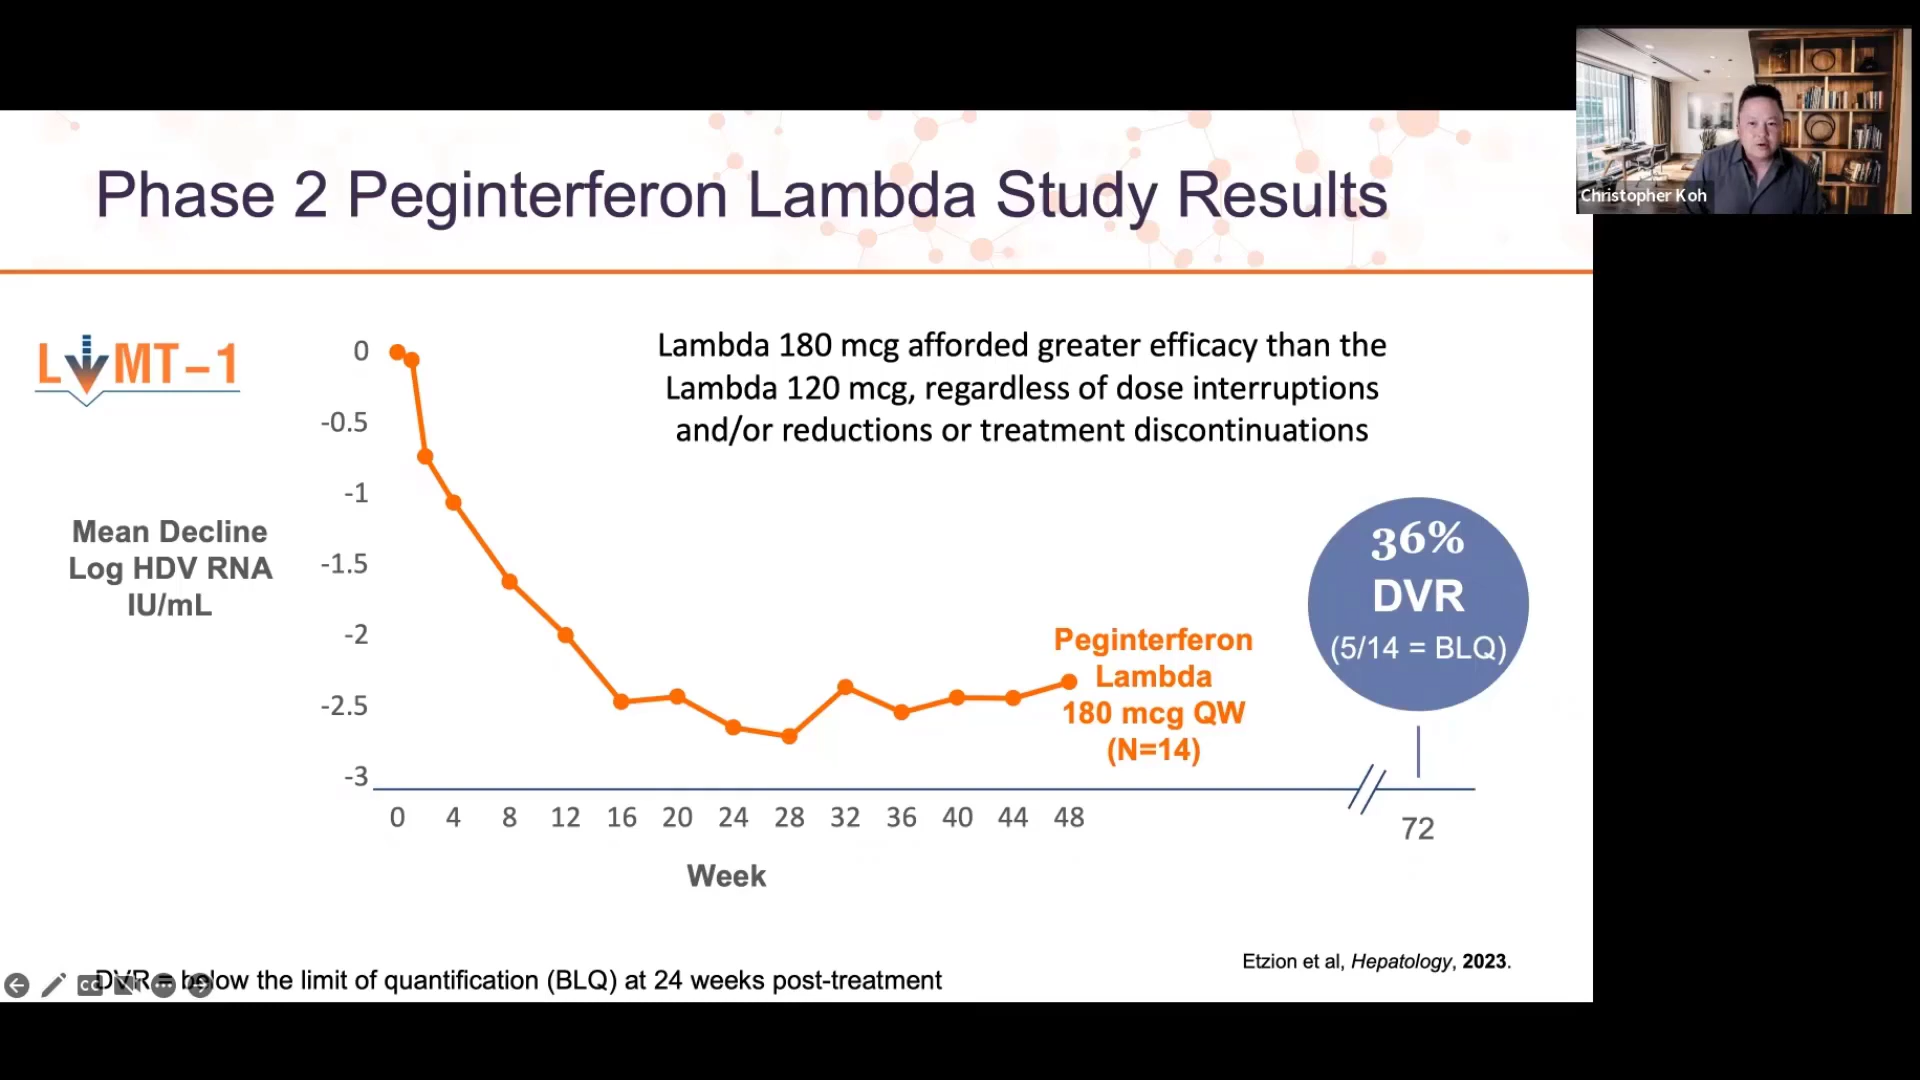 Christopher Koh
Phase 2 Peginterferon Lambda Study Results
L MT-1
Lambda 180 mcg afforded greater efficacy than the
Lambda 120 mcg, regardless of dose interruptions
and/or reductions or treatment discontinuations
Mean Decline
Log HDV RNA
IU/mL
0
-0.5
-1
-1.5
-2
-2.5
-3
36%
DVR
(5/14 = BLQ)
Peginterferon
Lambda
180 mcg QW
(N=14)
0 4 8 12 16 20 24 28 32 36 40 44 48
72
Week
Etzion et al, Hepatology, 2023.
DVR = below the limit of quantification (BLQ) at 24 weeks post-treatment
CC